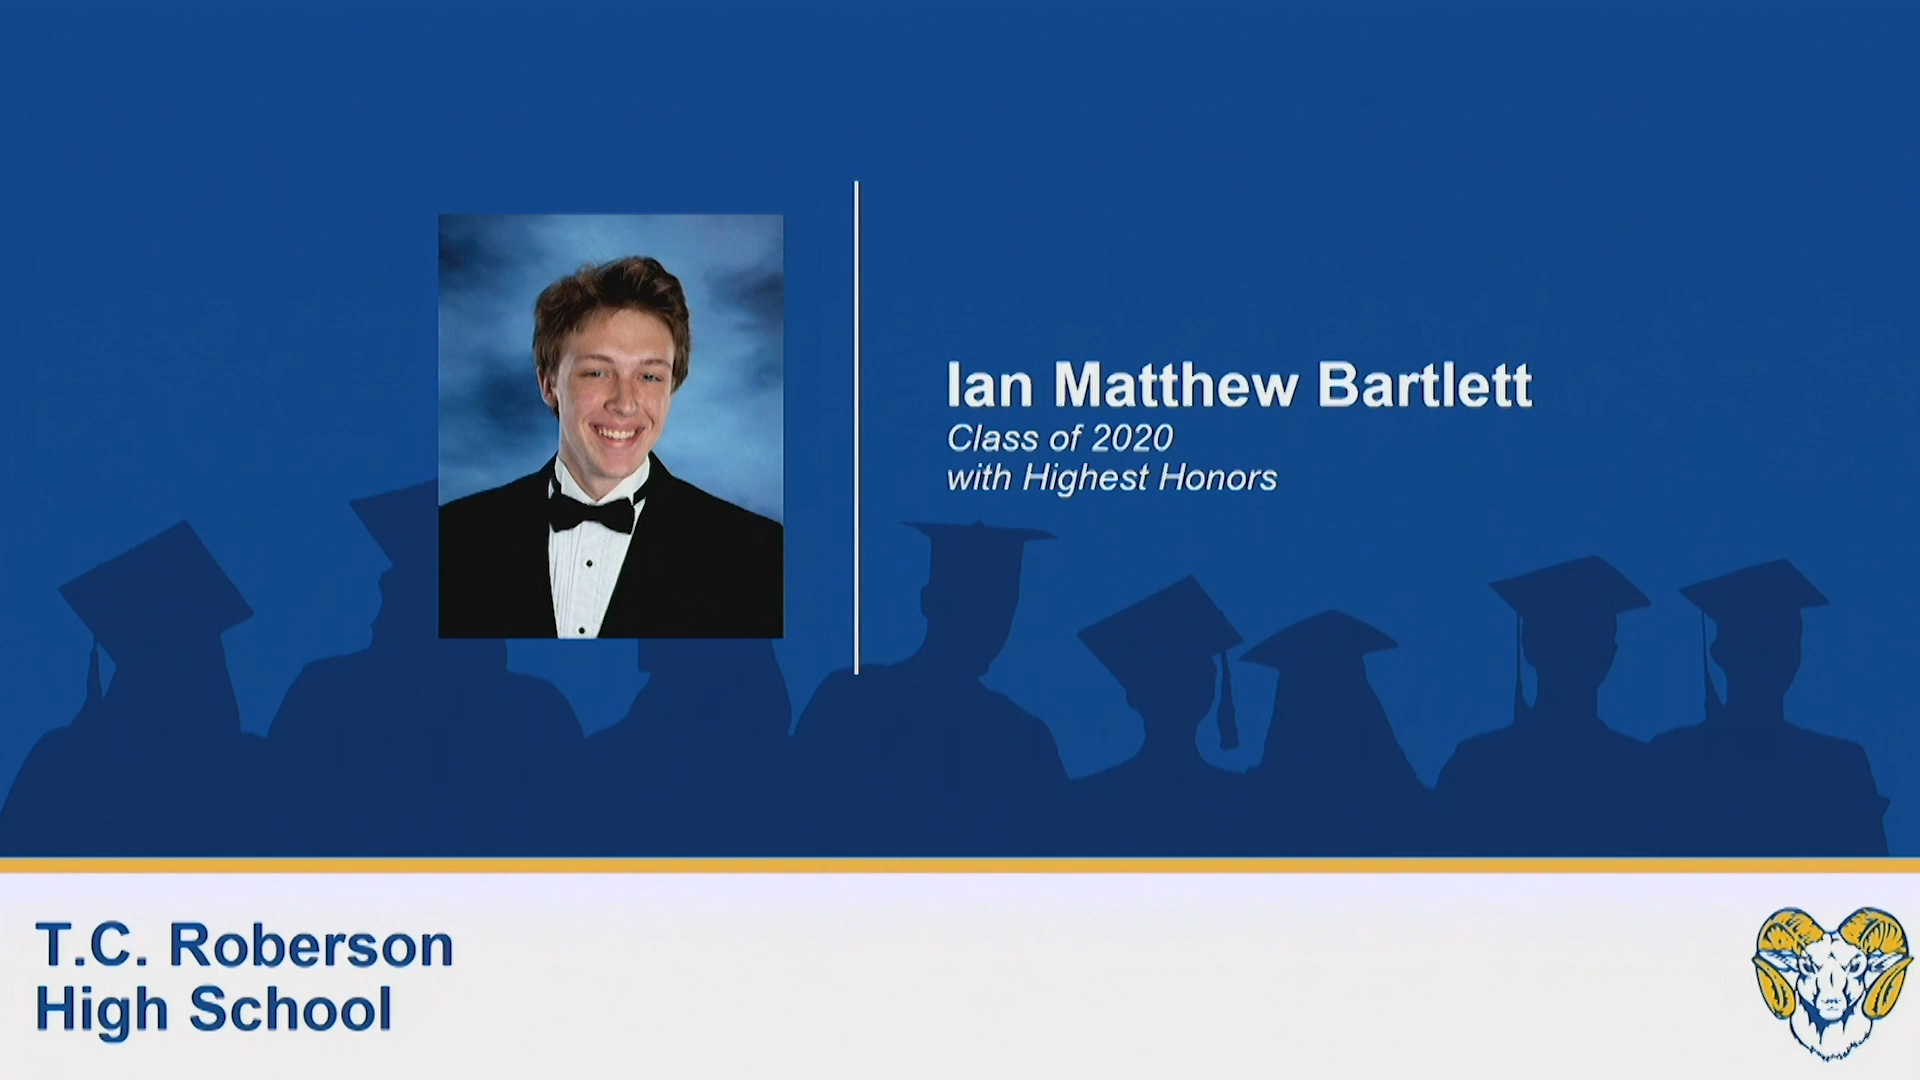 Ian Matthew Bartlett
Class of 2020
with Highest Honors
T.C. Roberson
High School